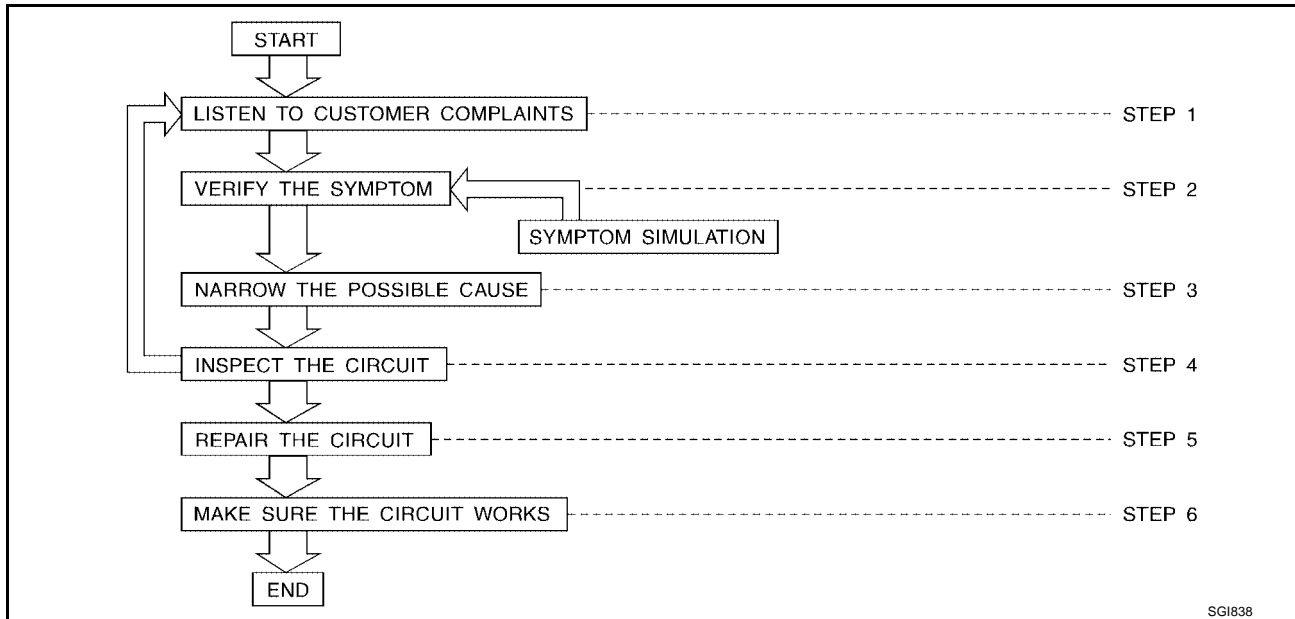 START
LISTEN TO CUSTOMER COMPLAINTS
STEP 1
VERIFY THE SYMPTOM
STEP 2
SYMPTOM SIMULATION
NARROW THE POSSIBLE CAUSE
STEP 3
INSPECT THE CIRCUIT
STEP 4
REPAIR THE CIRCUIT
STEP 5
MAKE SURE THE CIRCUIT WORKS
STEP 6
END
SGI838